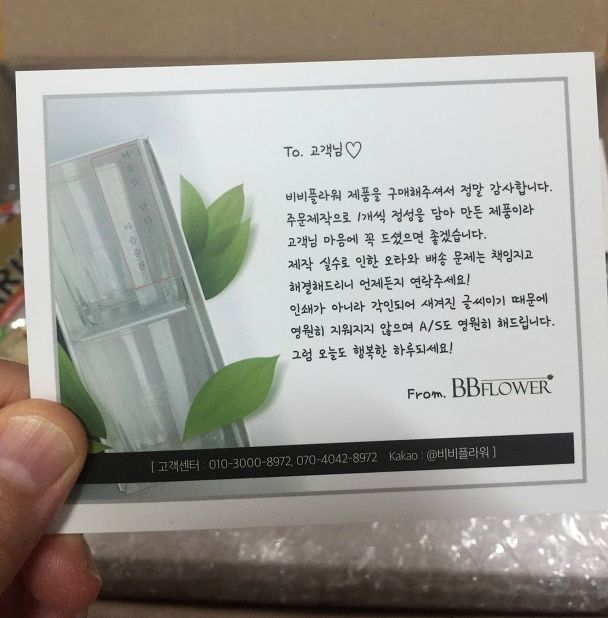 To. 고객님♡
비비플라워 제품을 구매해주셔서 정말 감사합니다.
주문제작으로 1개씩 정성을 담아 만든 제품이라
고객님 마음에 꼭 드셨으면 좋겠습니다.
제작 실수로 인한 오타와 배송 문제는 책임지고
해결해드리니 언제든지 연락주세요!
인쇄가 아니라 각인되어 새겨진 글씨이기 때문에
영원히 지워지지 않으며 A/S도 영원히 해드립니다.
그럼 오늘도 행복한 하루되세요!
From. BBFLOWER
[ 고객센터 : 010-3000-8972, 070-4042-8972 Kakao : @비비플라워 ]